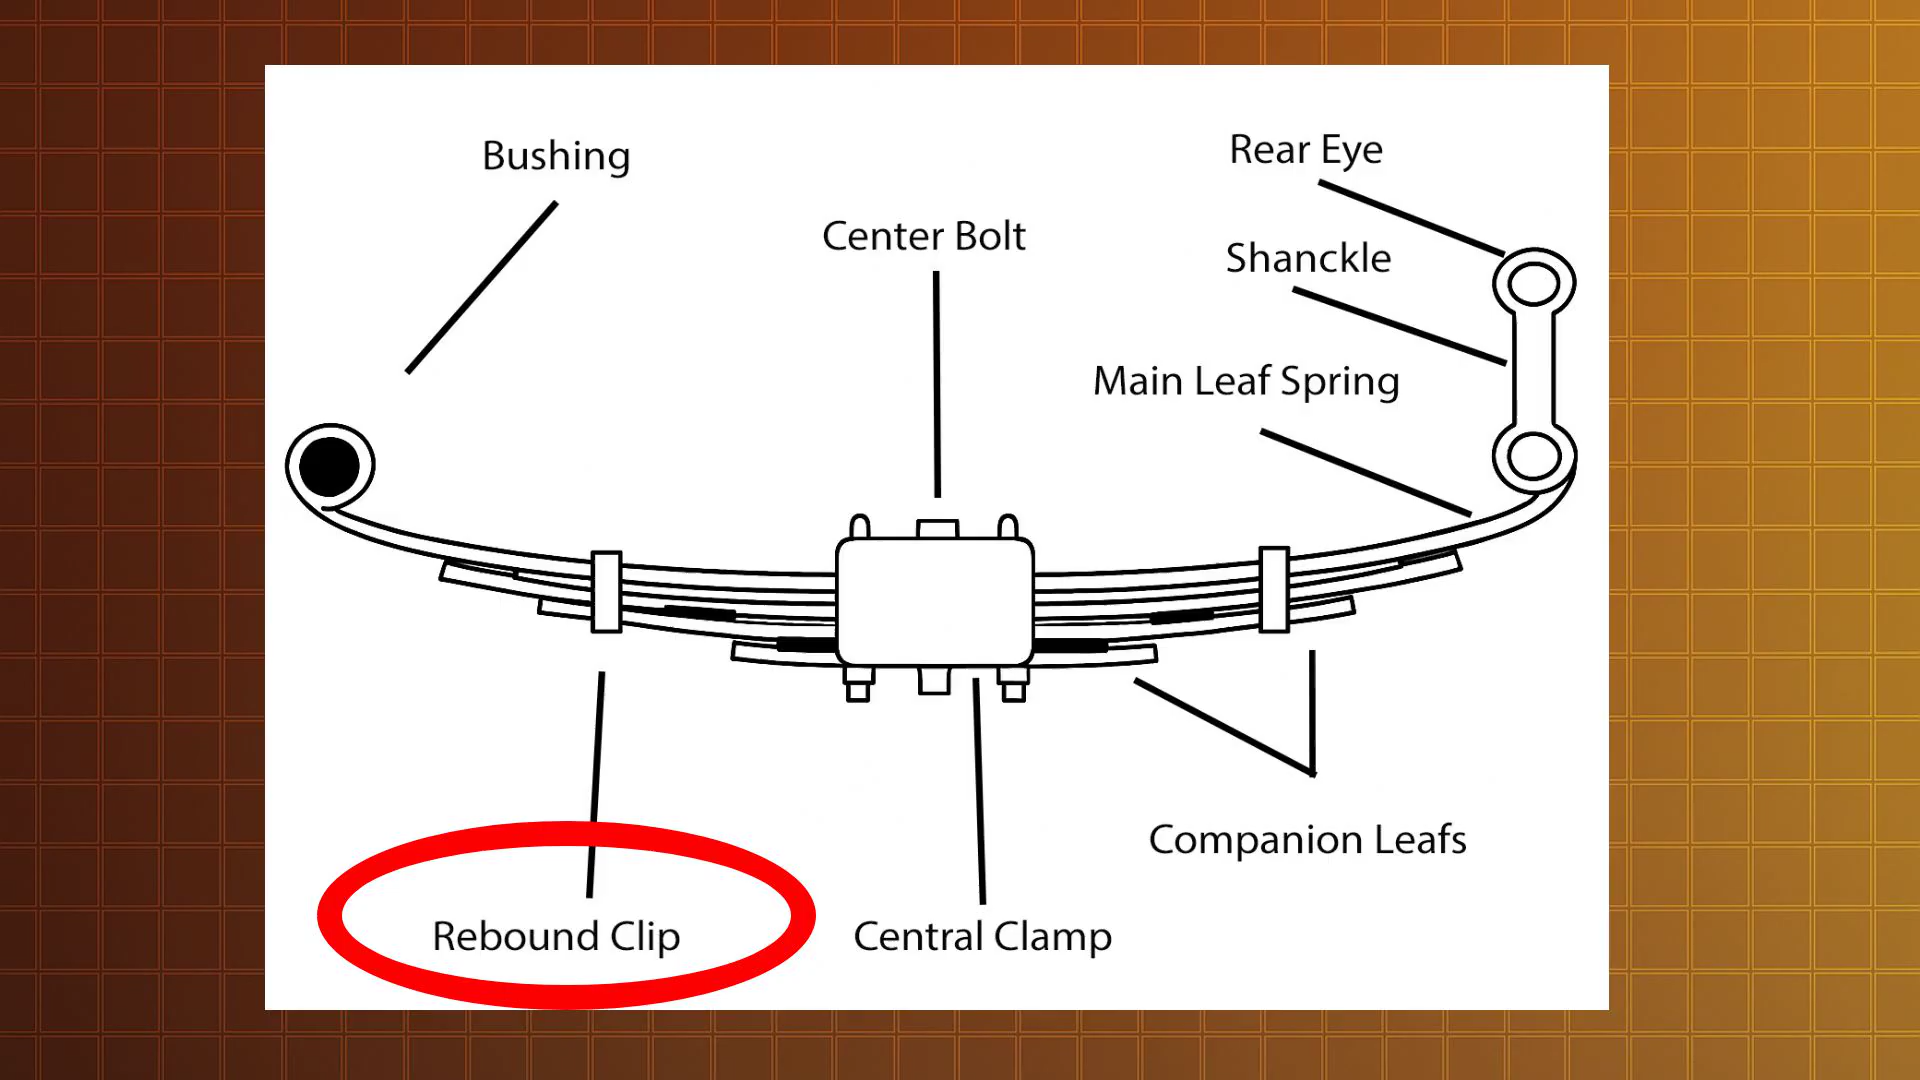 Bushing
Rear Eye
Center Bolt
Shanckle
Main Leaf Spring
Companion Leafs
Rebound Clip
Central Clamp